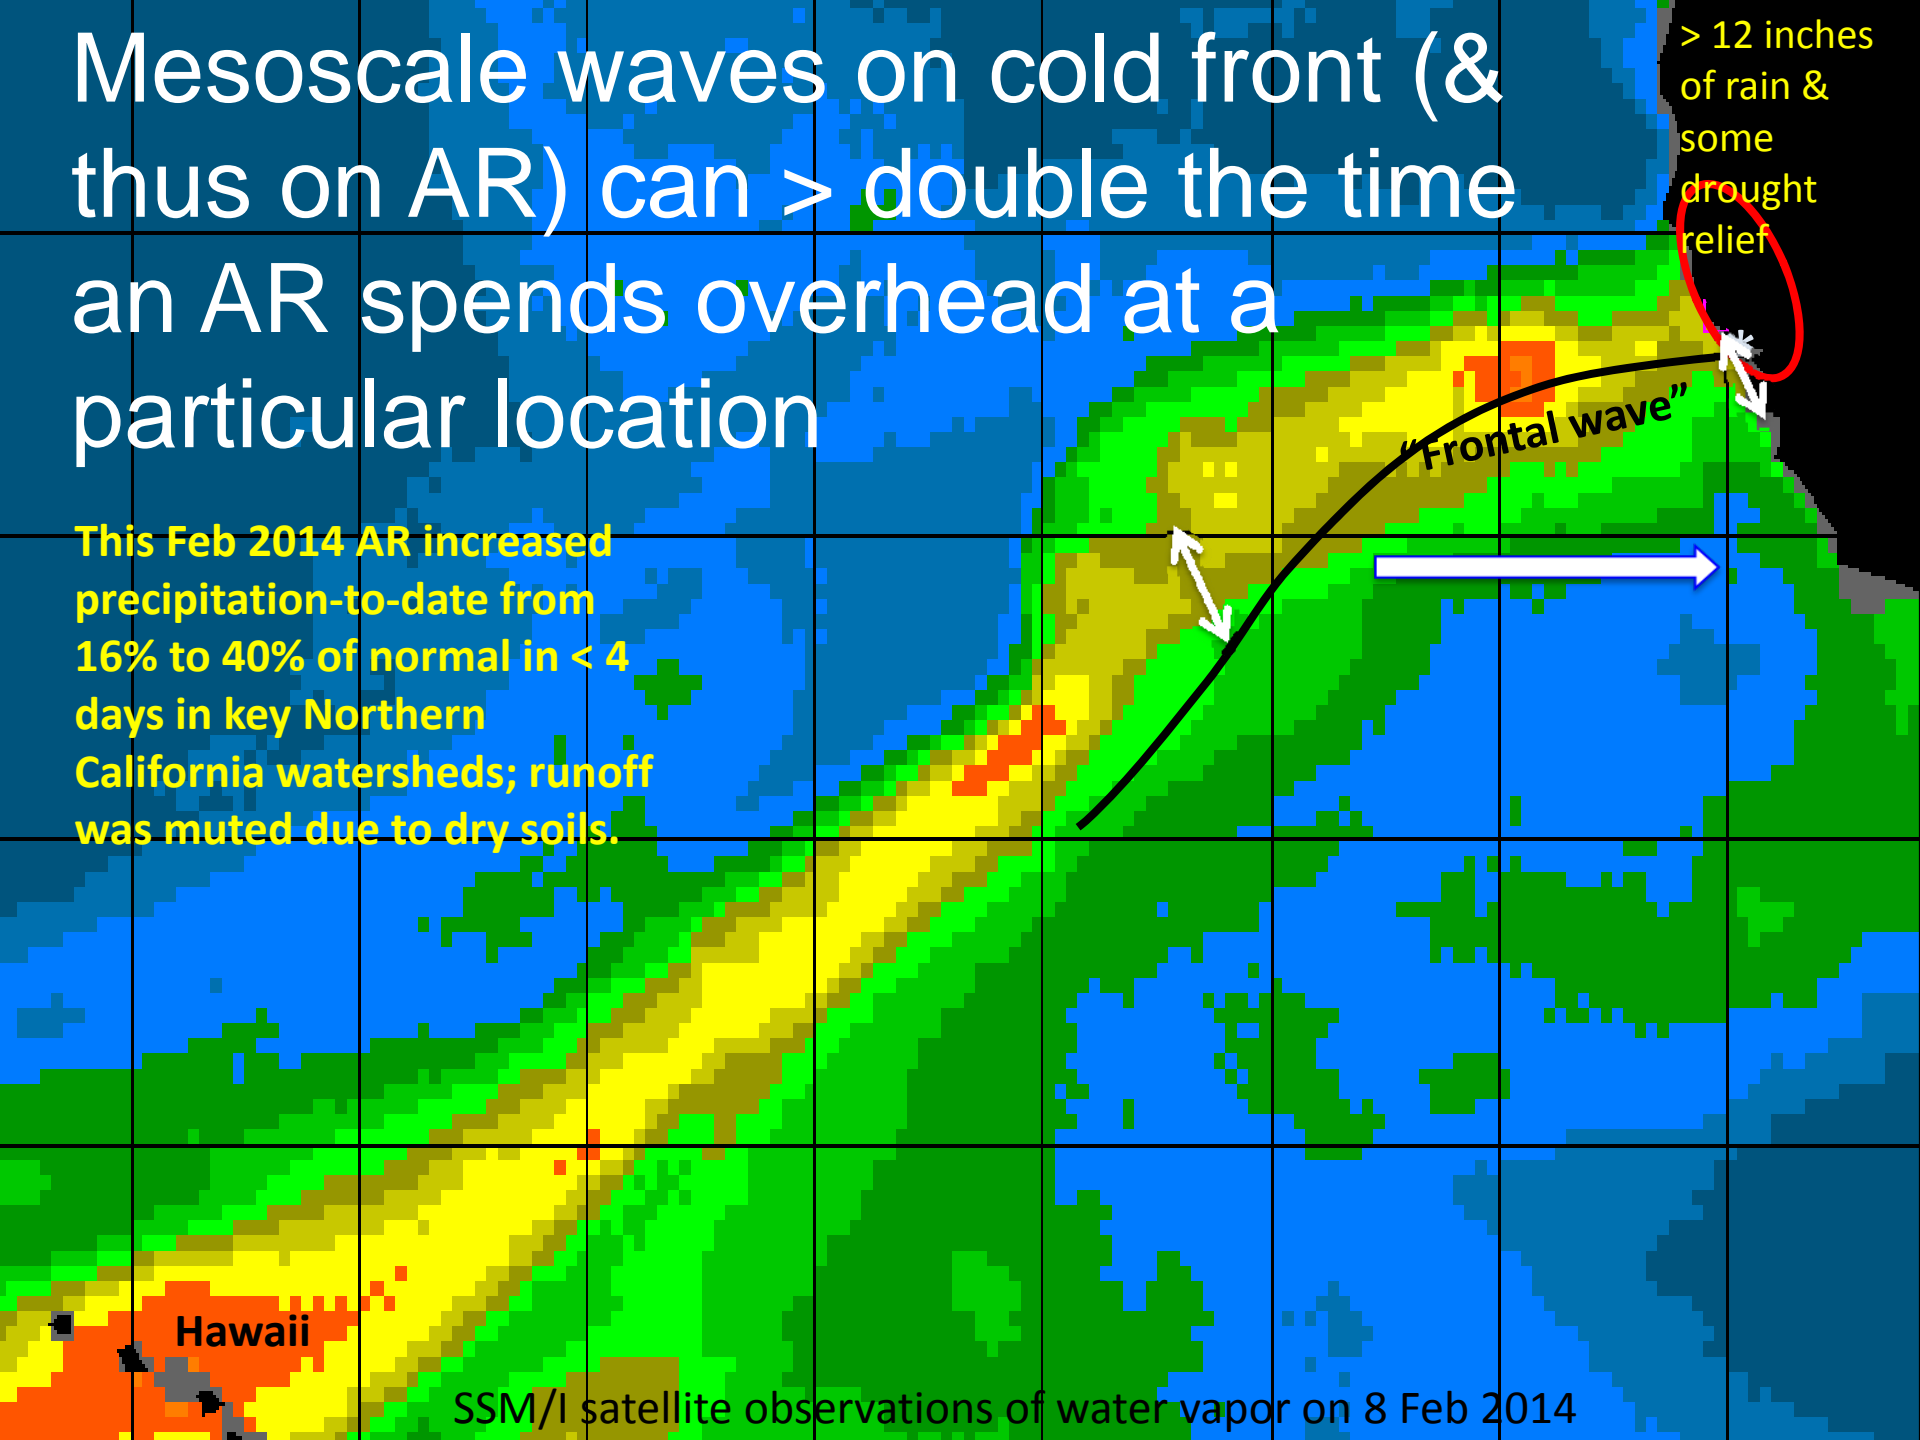 Mesoscale waves on cold front (&
thus on AR) can > double the time
an AR spends overhead at a
particular location
> 12 inches
of rain &
some
drought
relief
"Frontal wave"
This Feb 2014 AR increased
precipitation-to-date from
16% to 40% of normal in < 4
days in key Northern
California watersheds; runoff
was muted due to dry soils.
Hawaii
SSM/I satellite observations of water vapor on 8 Feb 2014